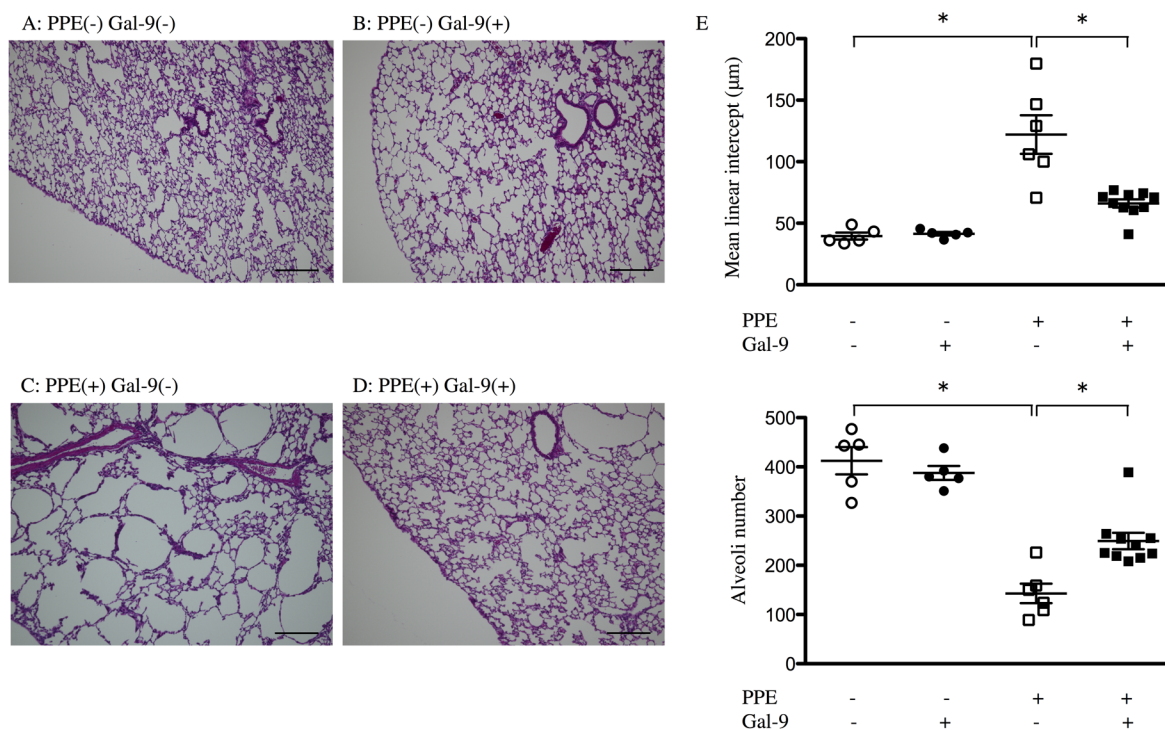 A: PPE(-) Gal-9(-)
B: PPE(-) Gal-9(+)
C: PPE(+) Gal-9(-)
D: PPE(+) Gal-9(+)
E
* *
Mean linear intercept (μm)
200
150
100
50
0
PPE - - + +
Gal-9 - + - +
* *
Alveoli number
500
400
300
200
100
0
PPE - - + +
Gal-9 - + - +